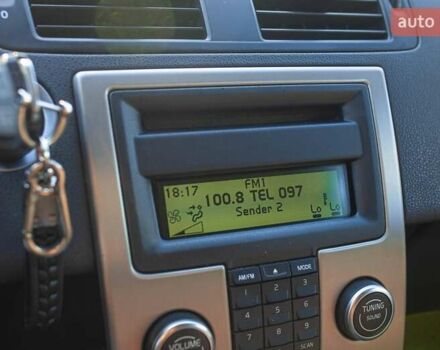 auto
18:17
FM1
100.8 TEL 097
Sender 2
Lo Lo
AM/FM MODE
1 2 3
4 5 6
7 8 9
SCAN
VOLUME
TUNING
SOUND